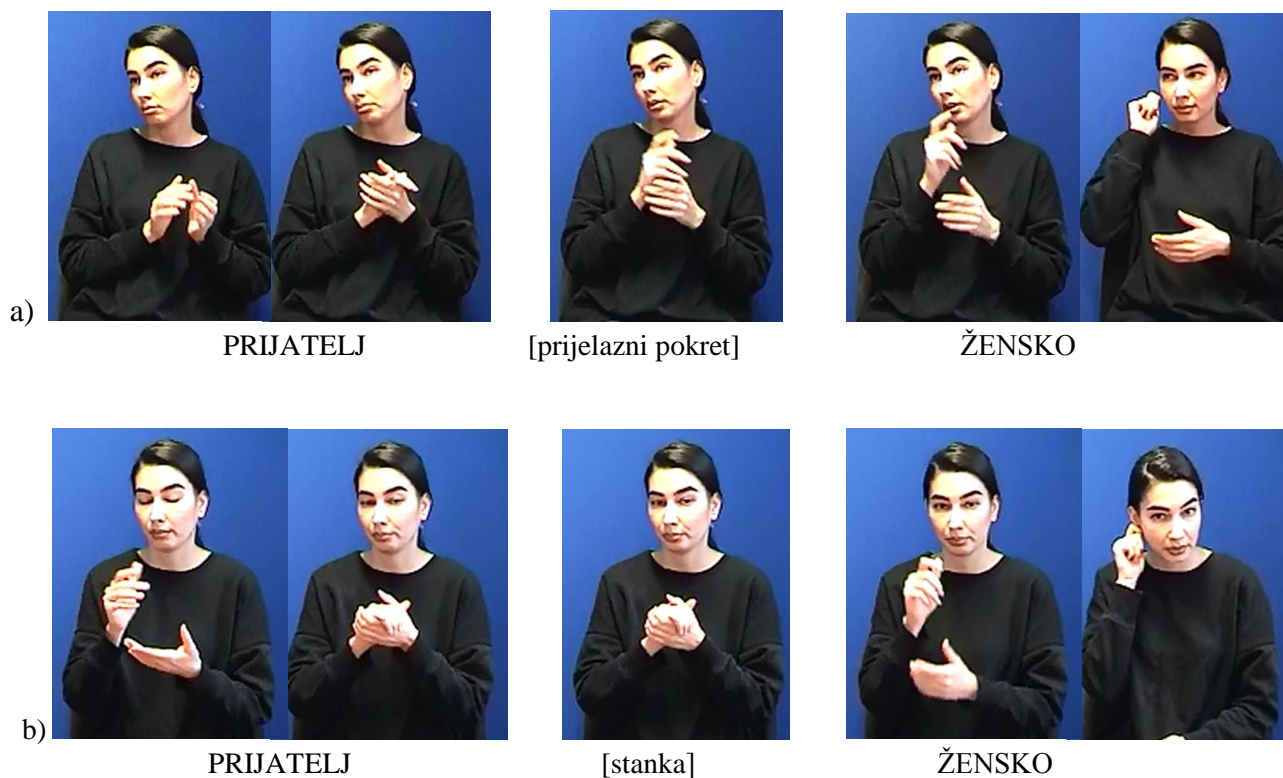 a)
PRIJATELJ [prijelazni pokret] ŽENSKO
b)
PRIJATELJ [stanka] ŽENSKO